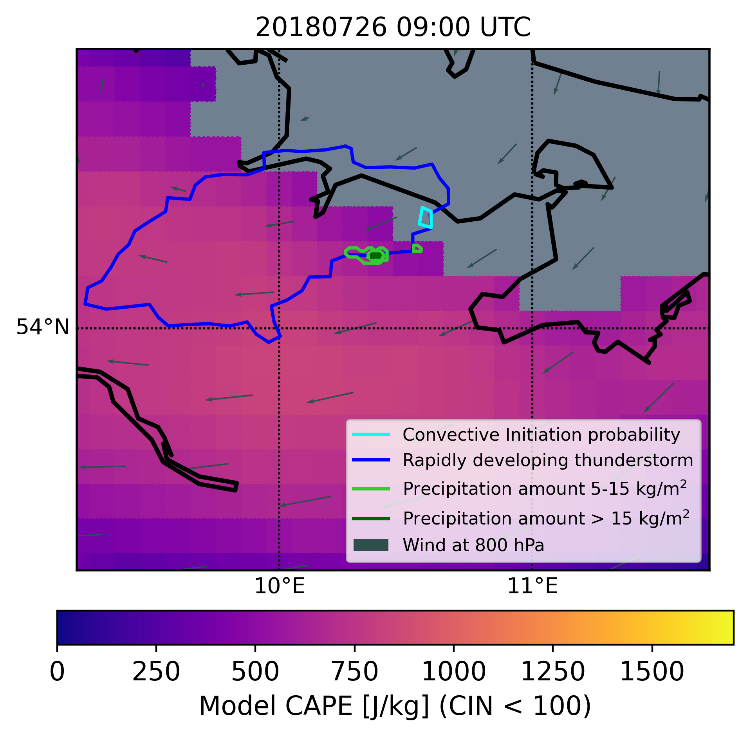 20180726 09:00 UTC
54°N
Convective Initiation probability
Rapidly developing thunderstorm
Precipitation amount 5-15 kg/m²
Precipitation amount > 15 kg/m²
Wind at 800 hPa
10°E 11°E
0 250 500 750 1000 1250 1500
Model CAPE [J/kg] (CIN < 100)